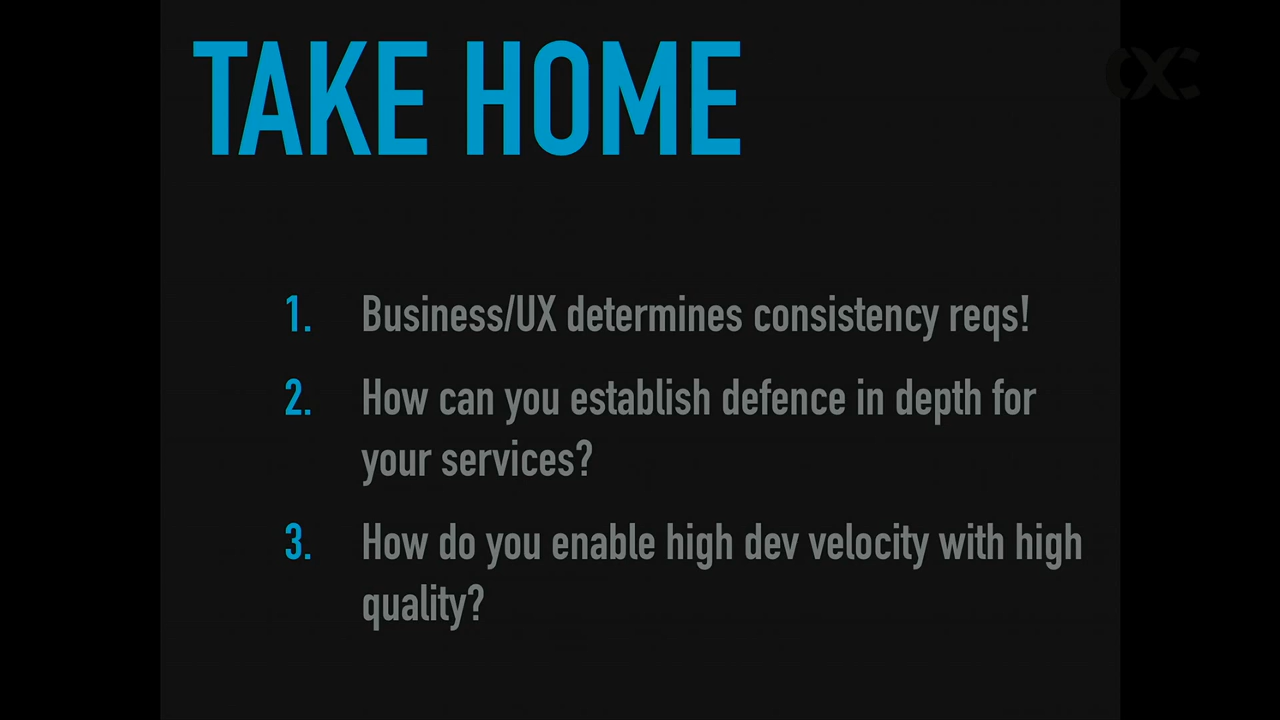 TAKE HOME
1. Business/UX determines consistency reqs!
2. How can you establish defence in depth for
your services?
3. How do you enable high dev velocity with high
quality?